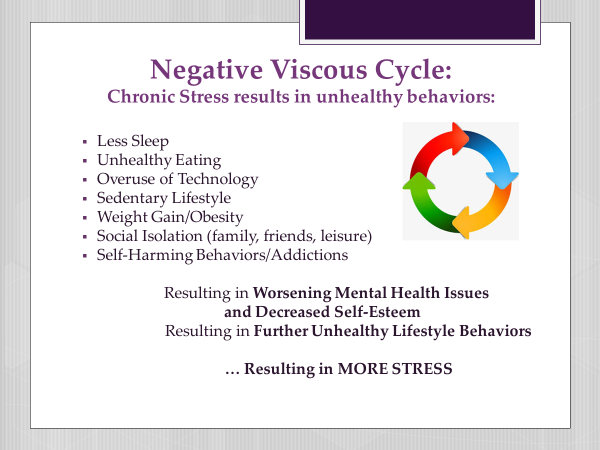 Negative Viscous Cycle:
Chronic Stress results in unhealthy behaviors:
▪ Less Sleep
▪ Unhealthy Eating
▪ Overuse of Technology
▪ Sedentary Lifestyle
▪ Weight Gain/Obesity
▪ Social Isolation (family, friends, leisure)
▪ Self-Harming Behaviors/Addictions
Resulting in Worsening Mental Health Issues
and Decreased Self-Esteem
Resulting in Further Unhealthy Lifestyle Behaviors
… Resulting in MORE STRESS